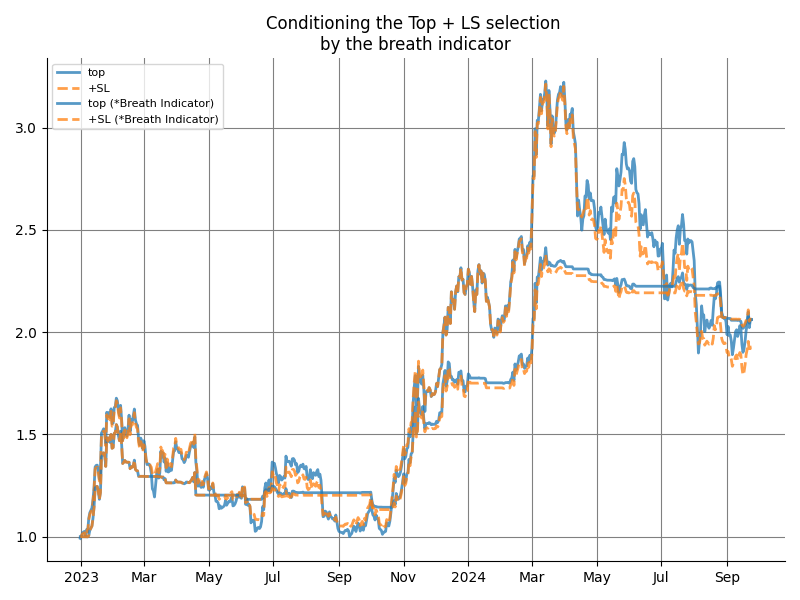 Conditioning the Top + LS selection
by the breath indicator
top
+SL
top (*Breath Indicator)
+SL (*Breath Indicator)
3.0
2.5
2.0
1.5
1.0
2023 Mar May Jul Sep Nov 2024 Mar May Jul Sep